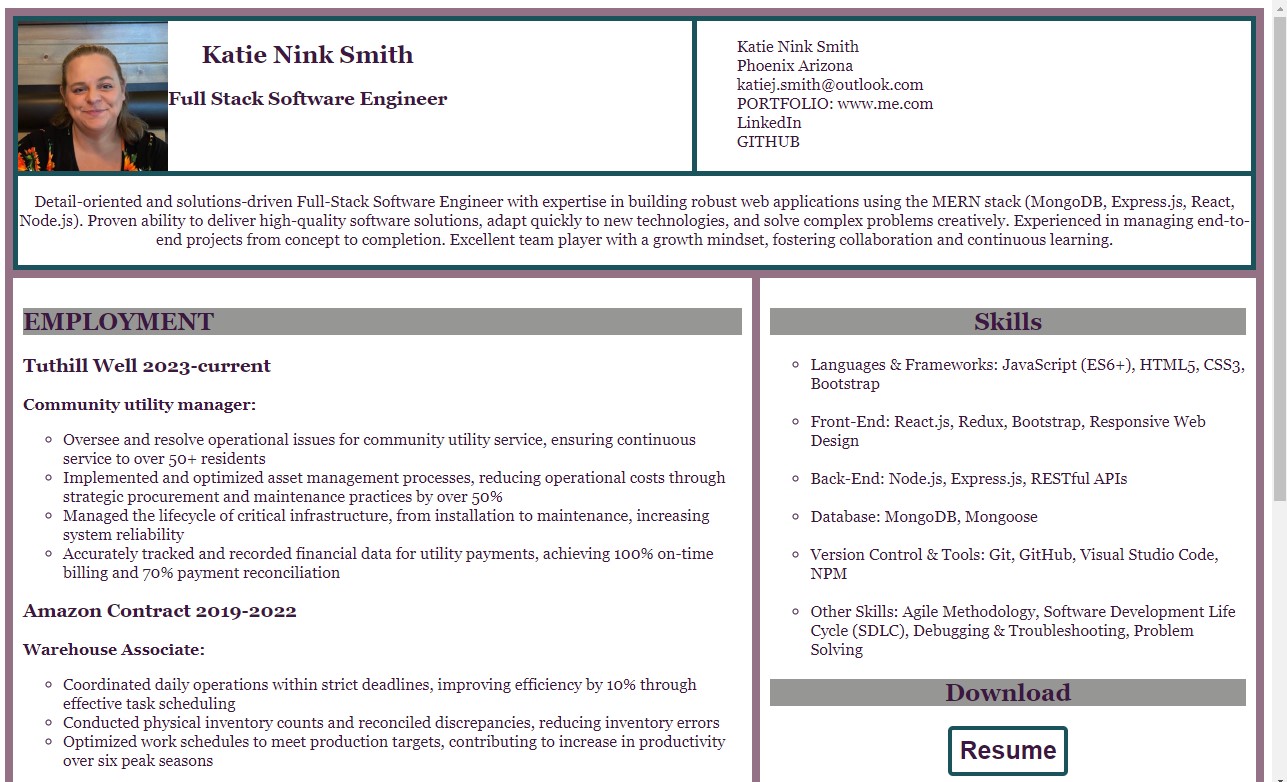 Katie Nink Smith
Full Stack Software Engineer
Katie Nink Smith
Phoenix Arizona
katiej.smith@outlook.com
PORTFOLIO: www.me.com
LinkedIn
GITHUB
Detail-oriented and solutions-driven Full-Stack Software Engineer with expertise in building robust web applications using the MERN stack (MongoDB, Express.js, React,
Node.js). Proven ability to deliver high-quality software solutions, adapt quickly to new technologies, and solve complex problems creatively. Experienced in managing end-to-
end projects from concept to completion. Excellent team player with a growth mindset, fostering collaboration and continuous learning.
EMPLOYMENT
Tuthill Well 2023-current
Community utility manager:
Oversee and resolve operational issues for community utility service, ensuring continuous
service to over 50+ residents
Implemented and optimized asset management processes, reducing operational costs through
strategic procurement and maintenance practices by over 50%
Managed the lifecycle of critical infrastructure, from installation to maintenance, increasing
system reliability
Accurately tracked and recorded financial data for utility payments, achieving 100% on-time
billing and 70% payment reconciliation
Amazon Contract 2019-2022
Warehouse Associate:
Coordinated daily operations within strict deadlines, improving efficiency by 10% through
effective task scheduling
Conducted physical inventory counts and reconciled discrepancies, reducing inventory errors
Optimized work schedules to meet production targets, contributing to increase in productivity
over six peak seasons
Skills
Languages & Frameworks: JavaScript (ES6+), HTML5, CSS3,
Bootstrap
Front-End: React.js, Redux, Bootstrap, Responsive Web
Design
Back-End: Node.js, Express.js, RESTful APIs
Database: MongoDB, Mongoose
Version Control & Tools: Git, GitHub, Visual Studio Code,
NPM
Other Skills: Agile Methodology, Software Development Life
Cycle (SDLC), Debugging & Troubleshooting, Problem
Solving
Download
Resume